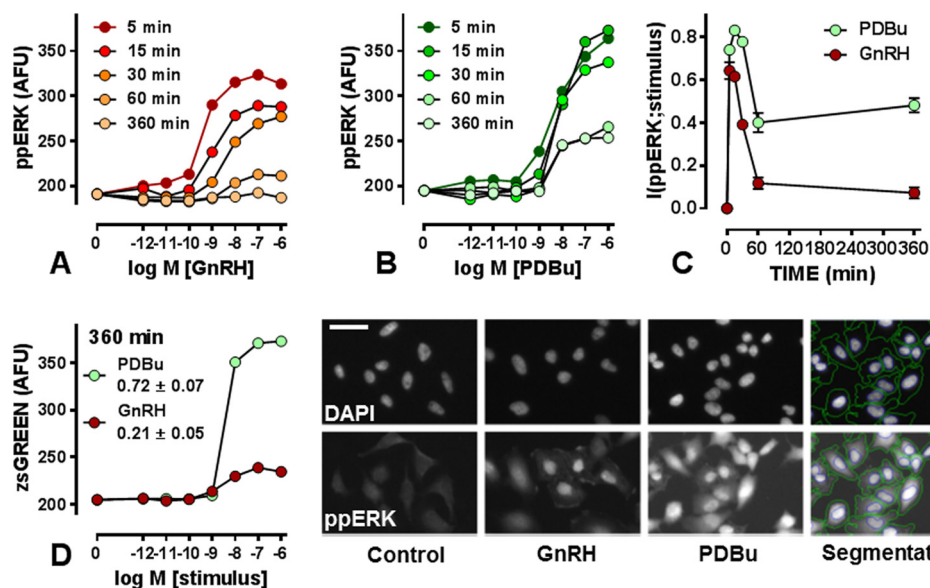 5 min
15 min
30 min
60 min
360 min
ppERK (AFU)
350
300
250
200
0
-12 -11 -10 -9 -8 -7 -6
A
log M [GnRH]
5 min
15 min
30 min
60 min
360 min
ppERK (AFU)
350
300
250
200
0
-12 -11 -10 -9 -8 -7 -6
B
log M [PDBu]
PDBu
GnRH
I(ppERK;stimulus)
0.8
0.6
0.4
0.2
0.0
0 60 120 180 240 300 360
C
TIME (min)
360 min
PDBu
0.72 ± 0.07
GnRH
0.21 ± 0.05
zsGREEN (AFU)
350
300
250
200
0
-12 -11 -10 -9 -8 -7 -6
D
log M [stimulus]
DAPI
ppERK
Control
GnRH
PDBu
Segmentat